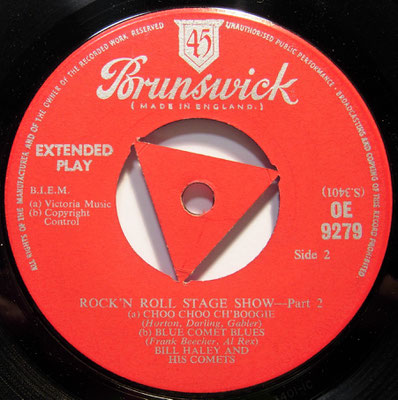 ALL RIGHTS OF THE MANUFACTURER AND OF THE OWNER OF THE RECORDED WORK RESERVED
UNAUTHORISED PUBLIC PERFORMANCE, BROADCASTING AND COPYING OF THIS RECORD PROHIBITED
45
Brunswick
(MADE IN ENGLAND.)
EXTENDED
PLAY
B.I.E.M.
(a) Victoria Music
(b) Copyright
Control
(S.3401)
OE
9279
Side 2
ROCK'N ROLL STAGE SHOW—Part 2
(a) CHOO CHOO CH'BOOGIE
(Horton, Darling, Gabler)
(b) BLUE COMET BLUES
(Frank Beecher, Al Rex)
BILL HALEY AND
HIS COMETS